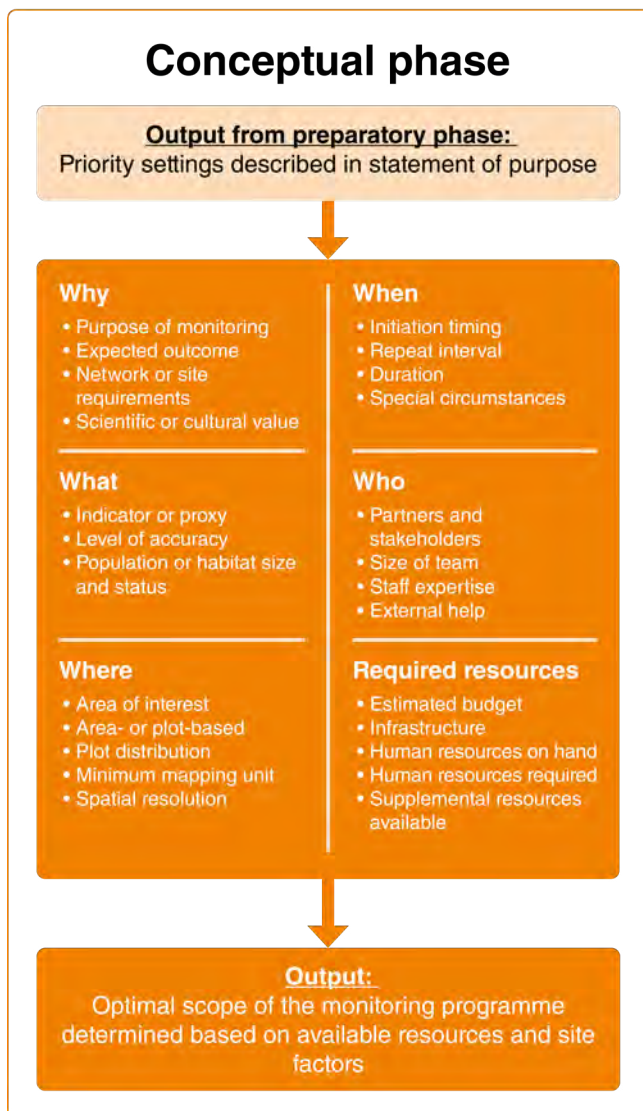 Conceptual phase
Output from preparatory phase:
Priority settings described in statement of purpose
Why
• Purpose of monitoring
• Expected outcome
• Network or site
requirements
• Scientific or cultural value
What
• Indicator or proxy
• Level of accuracy
• Population or habitat size
and status
Where
• Area of interest
• Area- or plot-based
• Plot distribution
• Minimum mapping unit
• Spatial resolution
When
• Initiation timing
• Repeat interval
• Duration
• Special circumstances
Who
• Partners and
stakeholders
• Size of team
• Staff expertise
• External help
Required resources
• Estimated budget
• Infrastructure
• Human resources on hand
• Human resources required
• Supplemental resources
available
Output:
Optimal scope of the monitoring programme
determined based on available resources and site
factors